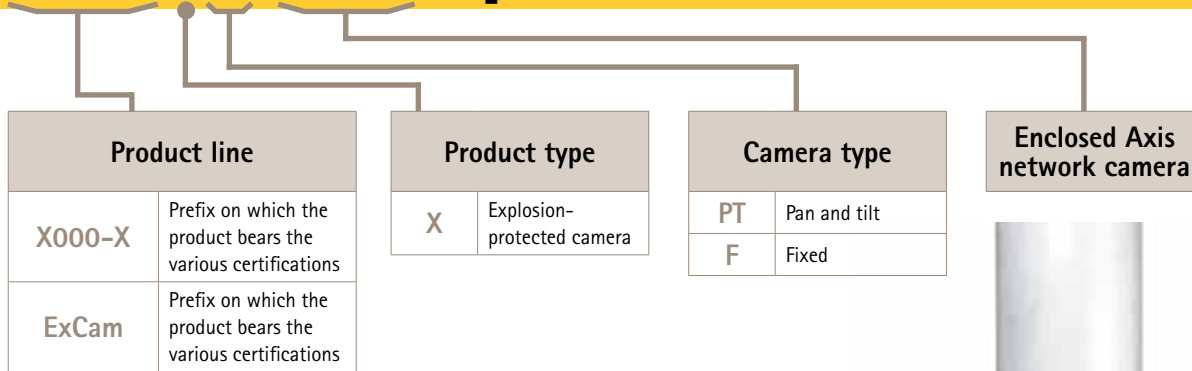 Product line
X000-X
Prefix on which the
product bears the
various certifications
ExCam
Prefix on which the
product bears the
various certifications
Product type
X
Explosion-
protected camera
Camera type
PT
Pan and tilt
F
Fixed
Enclosed Axis
network camera